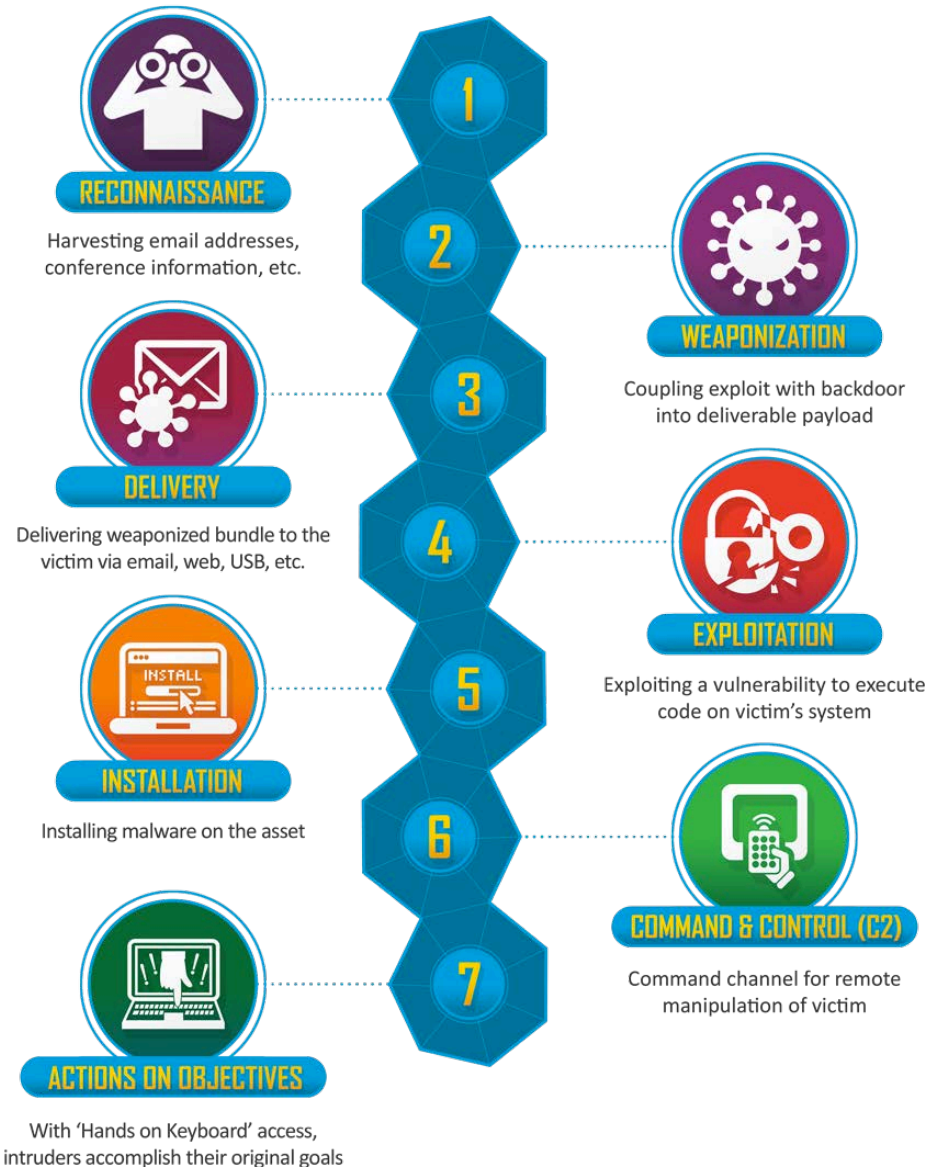 1
RECONNAISSANCE
Harvesting email addresses,
conference information, etc.
2
WEAPONIZATION
Coupling exploit with backdoor
into deliverable payload
3
DELIVERY
Delivering weaponized bundle to the
victim via email, web, USB, etc.
4
EXPLOITATION
Exploiting a vulnerability to execute
code on victim’s system
5
INSTALL
INSTALLATION
Installing malware on the asset
6
COMMAND & CONTROL (C2)
Command channel for remote
manipulation of victim
7
ACTIONS ON OBJECTIVES
With ‘Hands on Keyboard’ access,
intruders accomplish their original goals